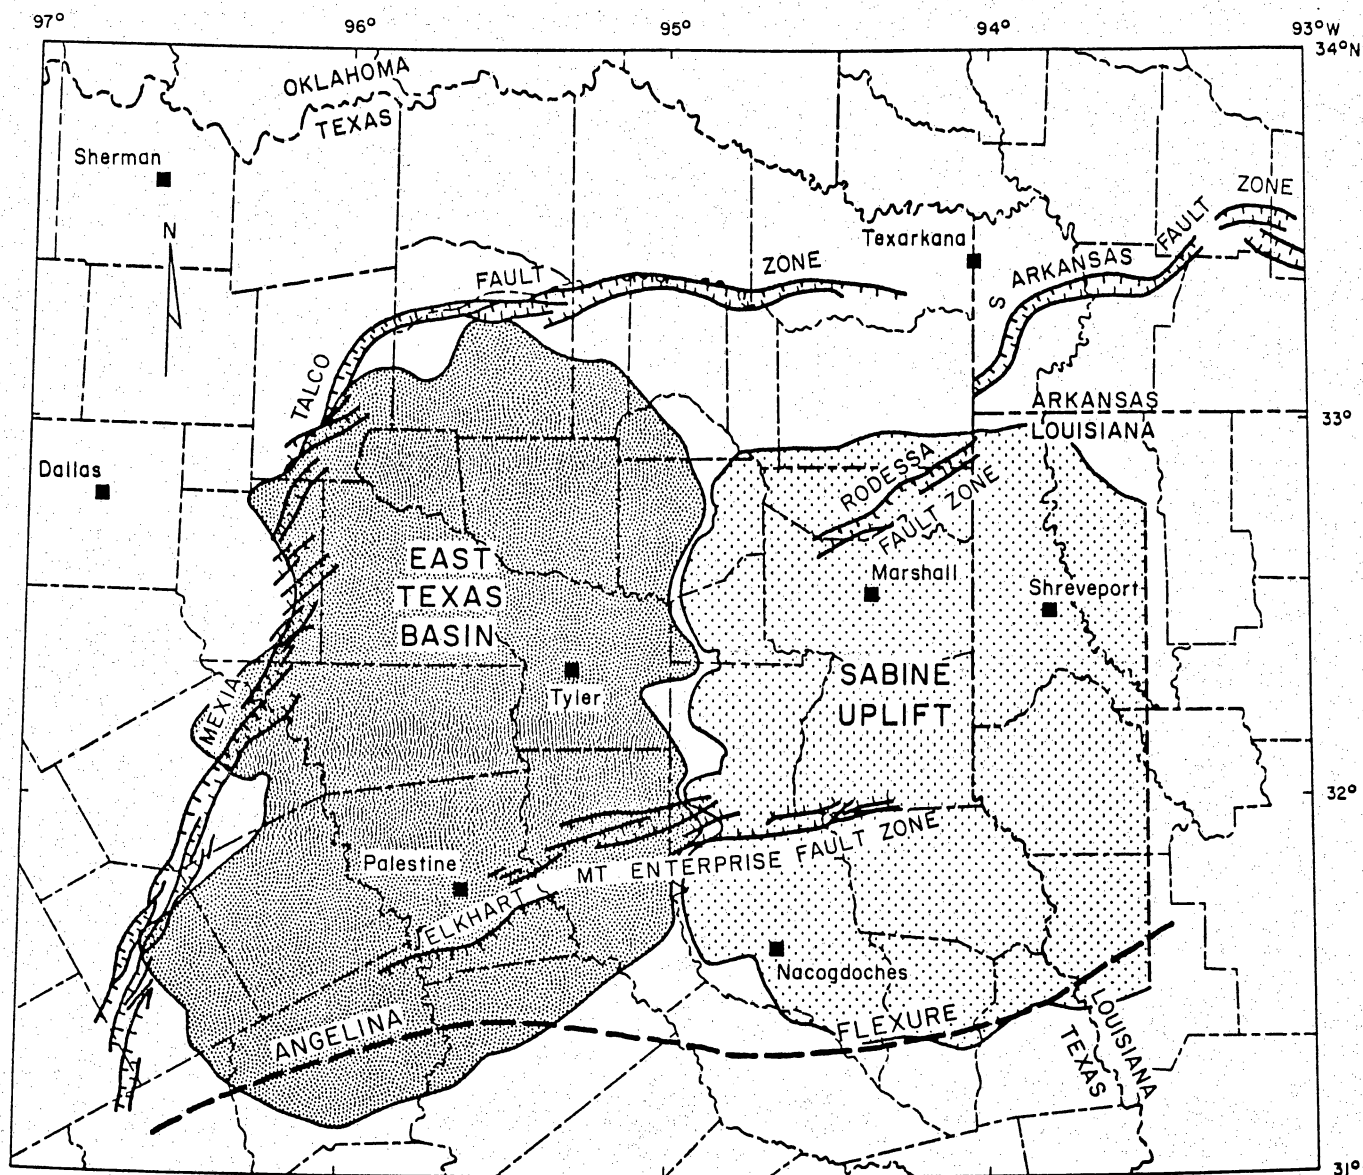 97°
96°
95°
94°
93°W
34°N
OKLAHOMA
TEXAS
Sherman
N
ZONE
FAULT
Texarkana
ZONE
FAULT
ARKANSAS
S
TALCO
ARKANSAS
LOUISIANA
33°
Dallas
RODESSA
FAULT ZONE
EAST
TEXAS
BASIN
Marshall
Shreveport
Tyler
SABINE
UPLIFT
MEXIA
32°
Palestine
ELKHART
MT ENTERPRISE FAULT ZONE
Nacogdoches
ANGELINA
FLEXURE
LOUISIANA
TEXAS
31°